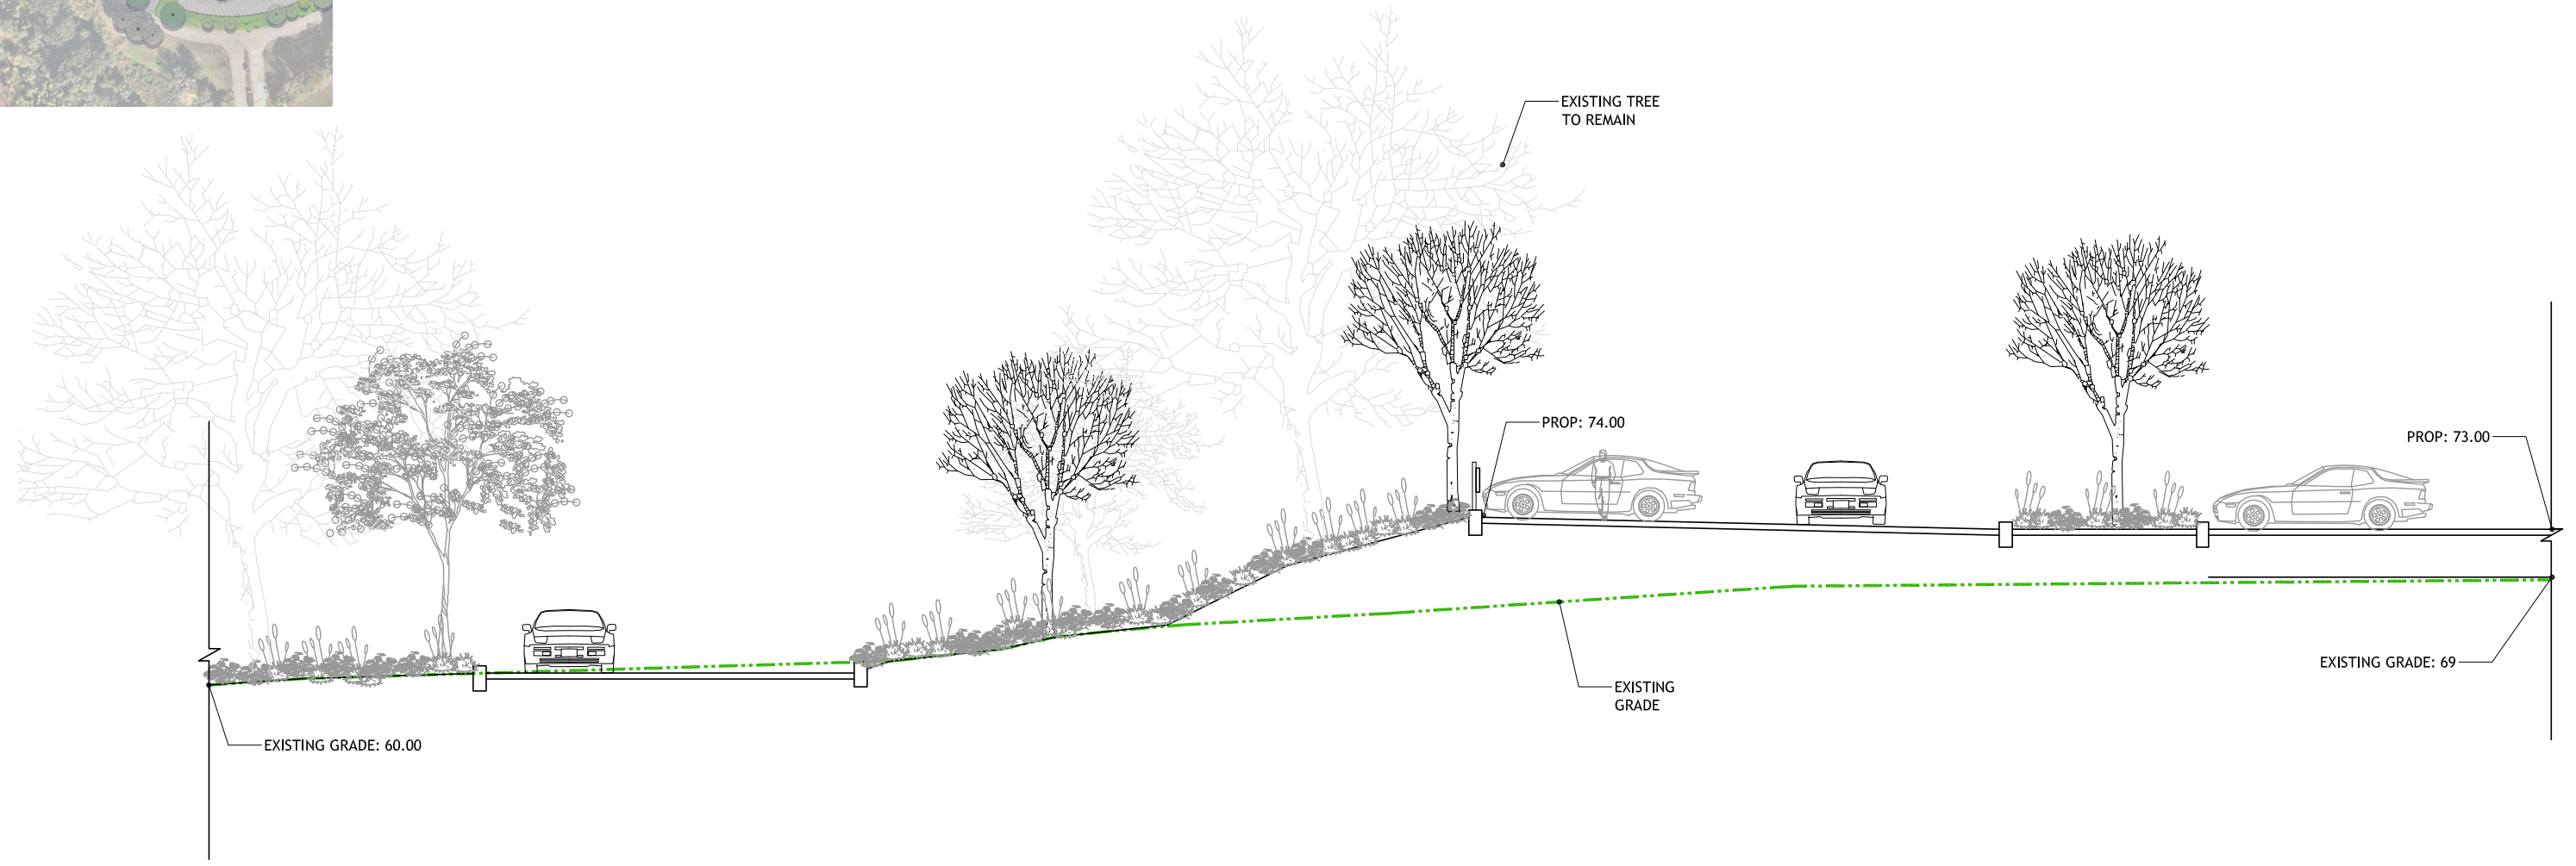 EXISTING TREE
TO REMAIN
PROP: 74.00
PROP: 73.00
EXISTING GRADE: 69
EXISTING
GRADE
EXISTING GRADE: 60.00